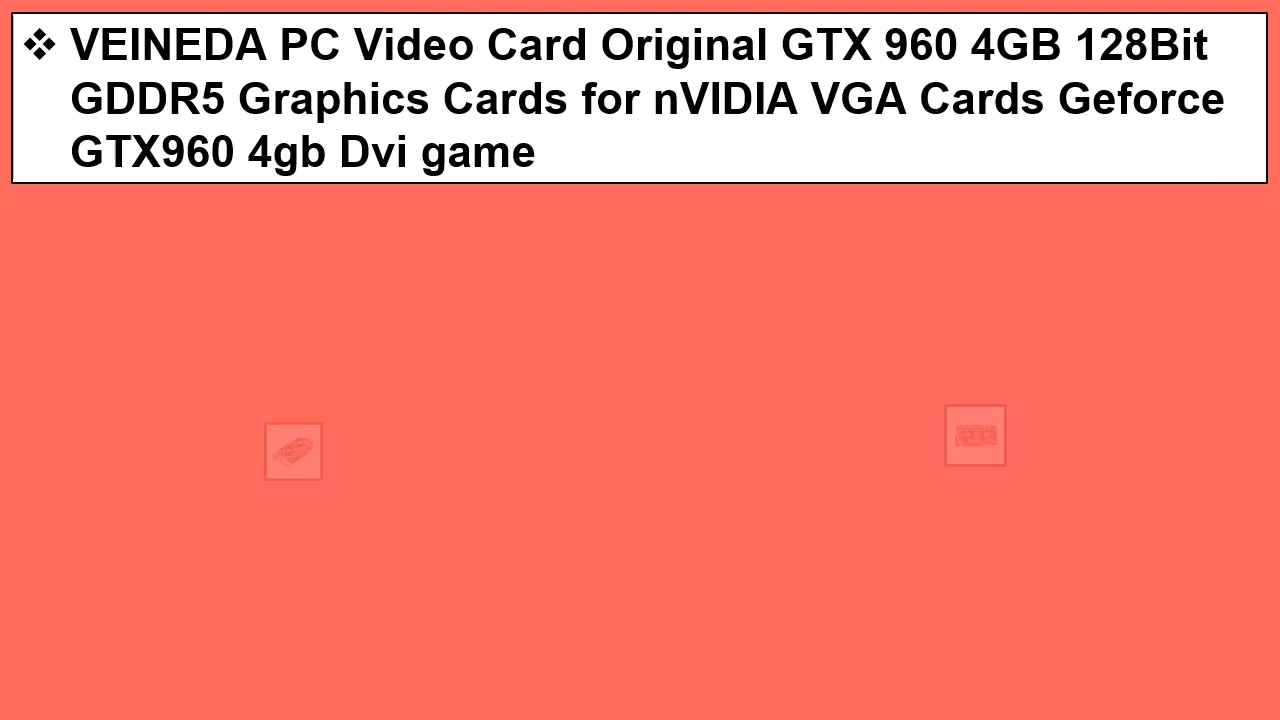 ❖ VEINEDA PC Video Card Original GTX 960 4GB 128Bit
GDDR5 Graphics Cards for nVIDIA VGA Cards Geforce
GTX960 4gb Dvi game